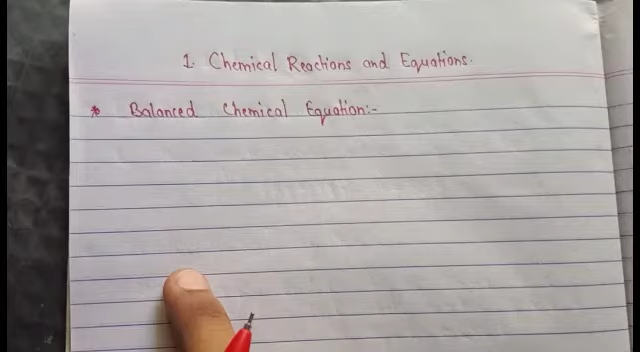 1. Chemical Reactions and Equations.
* Balanced Chemical Equation:-